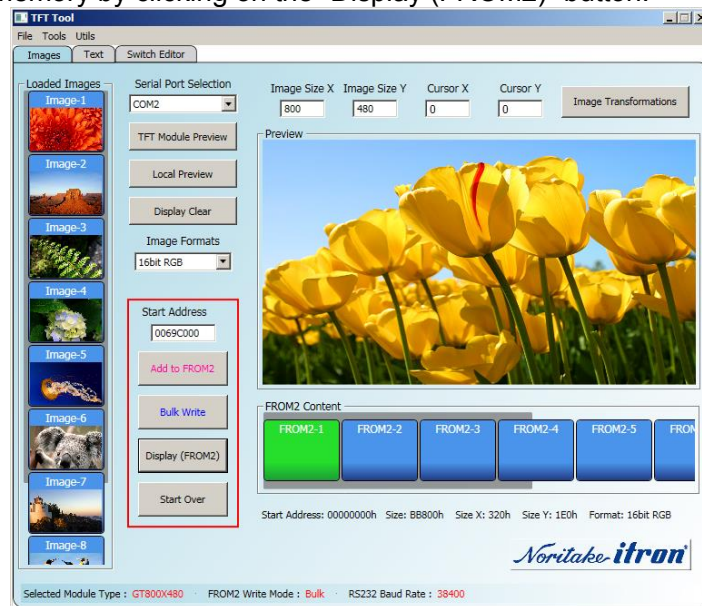 memory by clicking on the "Display (FROM2)" button.
TFT Tool
File Tools Utils
Images Text Switch Editor
Loaded Images
Image-1
Image-2
Image-3
Image-4
Image-5
Image-6
Image-7
Image-8
Serial Port Selection
COM2
TFT Module Preview
Local Preview
Display Clear
Image Formats
16bit RGB
Start Address
0069C000
Add to FROM2
Bulk Write
Display (FROM2)
Start Over
Image Size X Image Size Y Cursor X Cursor Y
800 480 0 0
Image Transformations
Preview
FROM2 Content
FROM2-1 FROM2-2 FROM2-3 FROM2-4 FROM2-5 FROM
Start Address: 00000000h Size: BB800h Size X: 320h Size Y: 1E0h Format: 16bit RGB
Noritake itron
Selected Module Type : GT800X480 · FROM2 Write Mode : Bulk · RS232 Baud Rate : 38400